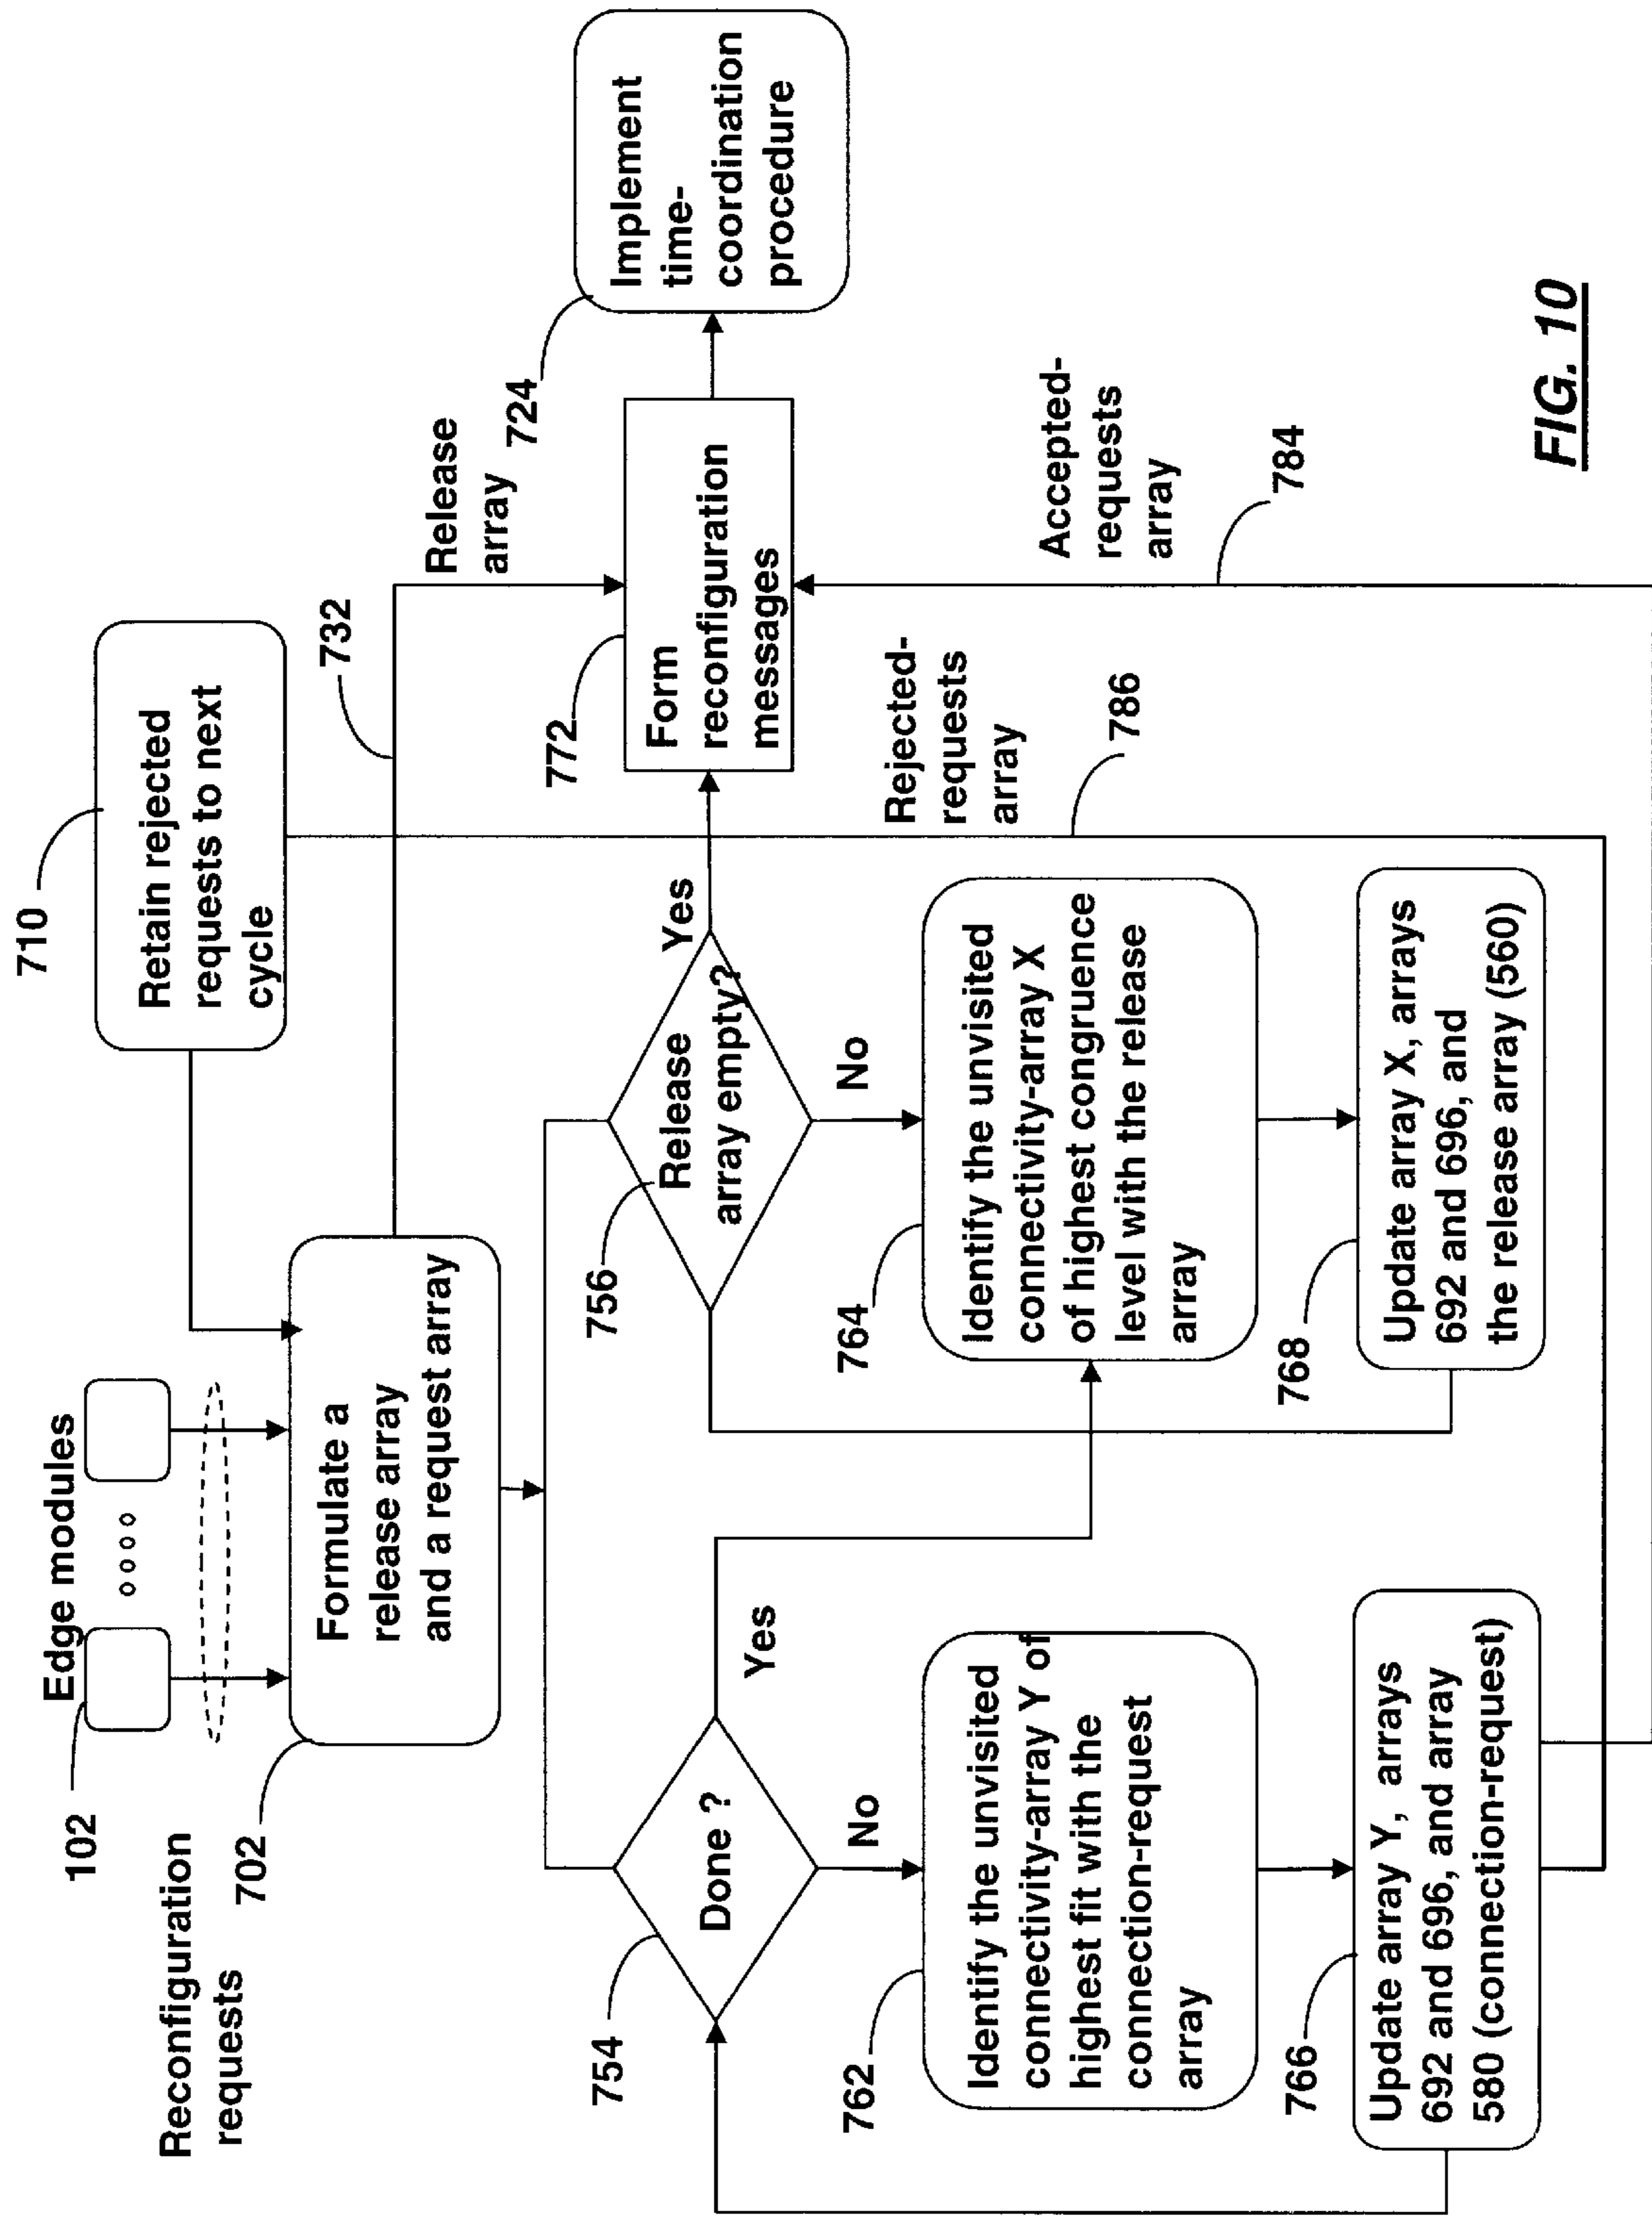 Edge modules
102
Reconfiguration
requests
702
Formulate a
release array
and a request array
710
Retain rejected
requests to next
cycle
732
Release
array
724
Implement
time-
coordination
procedure
772
Form
reconfiguration
messages
754
Done ?
Yes
No
756
Release
array empty?
Yes
No
762
Identify the unvisited
connectivity-array Y of
highest fit with the
connection-request
array
764
Identify the unvisited
connectivity-array X
of highest congruence
level with the release
array
766
Update array Y, arrays
692 and 696, and array
580 (connection-request)
768
Update array X, arrays
692 and 696, and
the release array (560)
Rejected-
requests
array
786
Accepted-
requests
array
784
FIG. 10